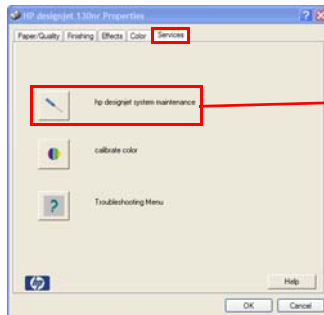 HP designjet 130nr Properties
Paper/Quality Finishing Effects Color Services
hp designjet system maintenance
calibrate color
Troubleshooting Menu
hp
Help
OK Cancel